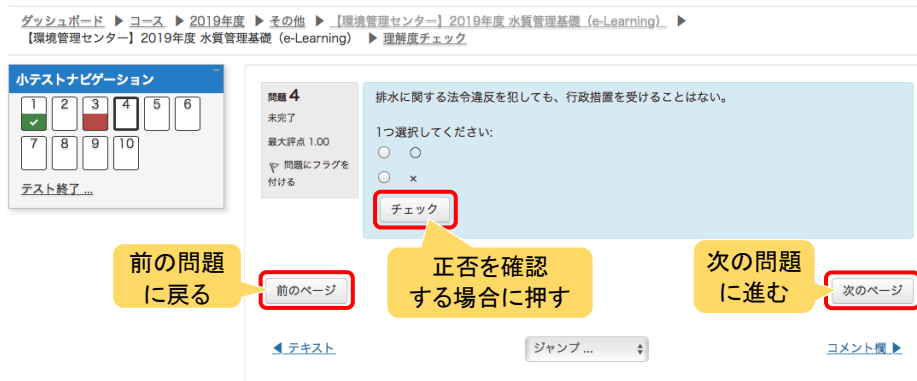 ダッシュボード ▶ コース ▶ 2019年度 ▶ その他 ▶ 【環境管理センター】2019年度 水質管理基礎（e-Learning） ▶
【環境管理センター】2019年度 水質管理基礎（e-Learning） ▶ 理解度チェック
小テストナビゲーション
1 2 3 4 5 6
7 8 9 10
テスト終了 ...
問題 4
未完了
最大評点 1.00
問題にフラグを
付ける
排水に関する法令違反を犯しても、行政措置を受けることはない。
1つ選択してください:
○
×
チェック
前の問題
に戻る
前のページ
正否を確認
する場合に押す
次の問題
に進む
次のページ
◀ テキスト
ジャンプ ...
コメント欄 ▶